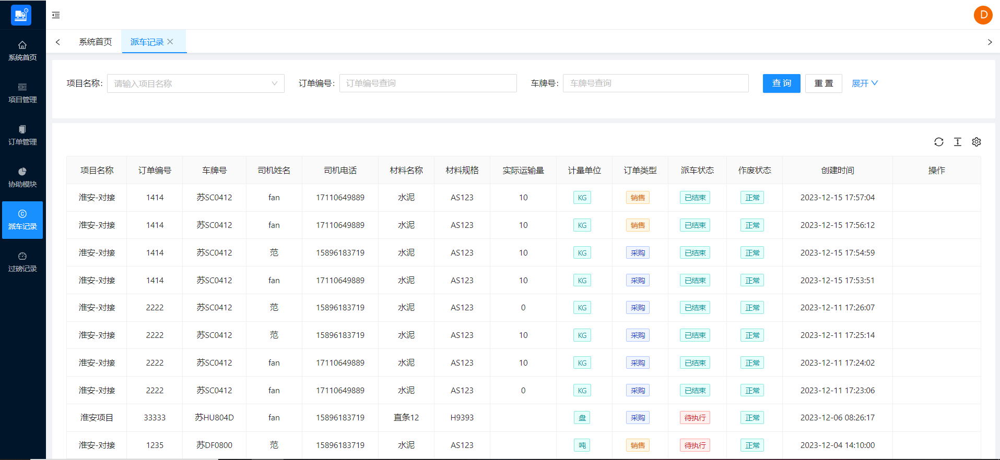 D
系统首页
项目管理
订单管理
协助模块
派车记录
过磅记录
系统首页 派车记录
项目名称: 请输入项目名称 订单编号: 订单编号查询 车牌号: 车牌号查询 查 询 重 置 展开
项目名称 订单编号 车牌号 司机姓名 司机电话 材料名称 材料规格 实际运输量 计量单位 订单类型 派车状态 作废状态 创建时间 操作
淮安-对接 1414 苏SC0412 fan 17110649889 水泥 AS123 10 KG 销售 已结束 正常 2023-12-15 17:57:04
淮安-对接 1414 苏SC0412 fan 17110649889 水泥 AS123 10 KG 销售 已结束 正常 2023-12-15 17:56:12
淮安-对接 1414 苏SC0412 范 15896183719 水泥 AS123 10 KG 采购 已结束 正常 2023-12-15 17:54:59
淮安-对接 1414 苏SC0412 fan 17110649889 水泥 AS123 10 KG 采购 已结束 正常 2023-12-15 17:53:51
淮安-对接 2222 苏SC0412 范 15896183719 水泥 AS123 0 KG 采购 已结束 正常 2023-12-11 17:26:07
淮安-对接 2222 苏SC0412 范 15896183719 水泥 AS123 10 KG 采购 已结束 正常 2023-12-11 17:25:14
淮安-对接 2222 苏SC0412 fan 17110649889 水泥 AS123 10 KG 采购 已结束 正常 2023-12-11 17:24:02
淮安-对接 2222 苏SC0412 fan 17110649889 水泥 AS123 0 KG 采购 已结束 正常 2023-12-11 17:23:06
淮安项目 33333 苏HU804D fan 15896183719 直条12 H9393 盘 采购 待执行 正常 2023-12-06 08:26:17
淮安-对接 1235 苏DF0800 范 15896183719 水泥 AS123 吨 销售 待执行 正常 2023-12-04 14:10:00